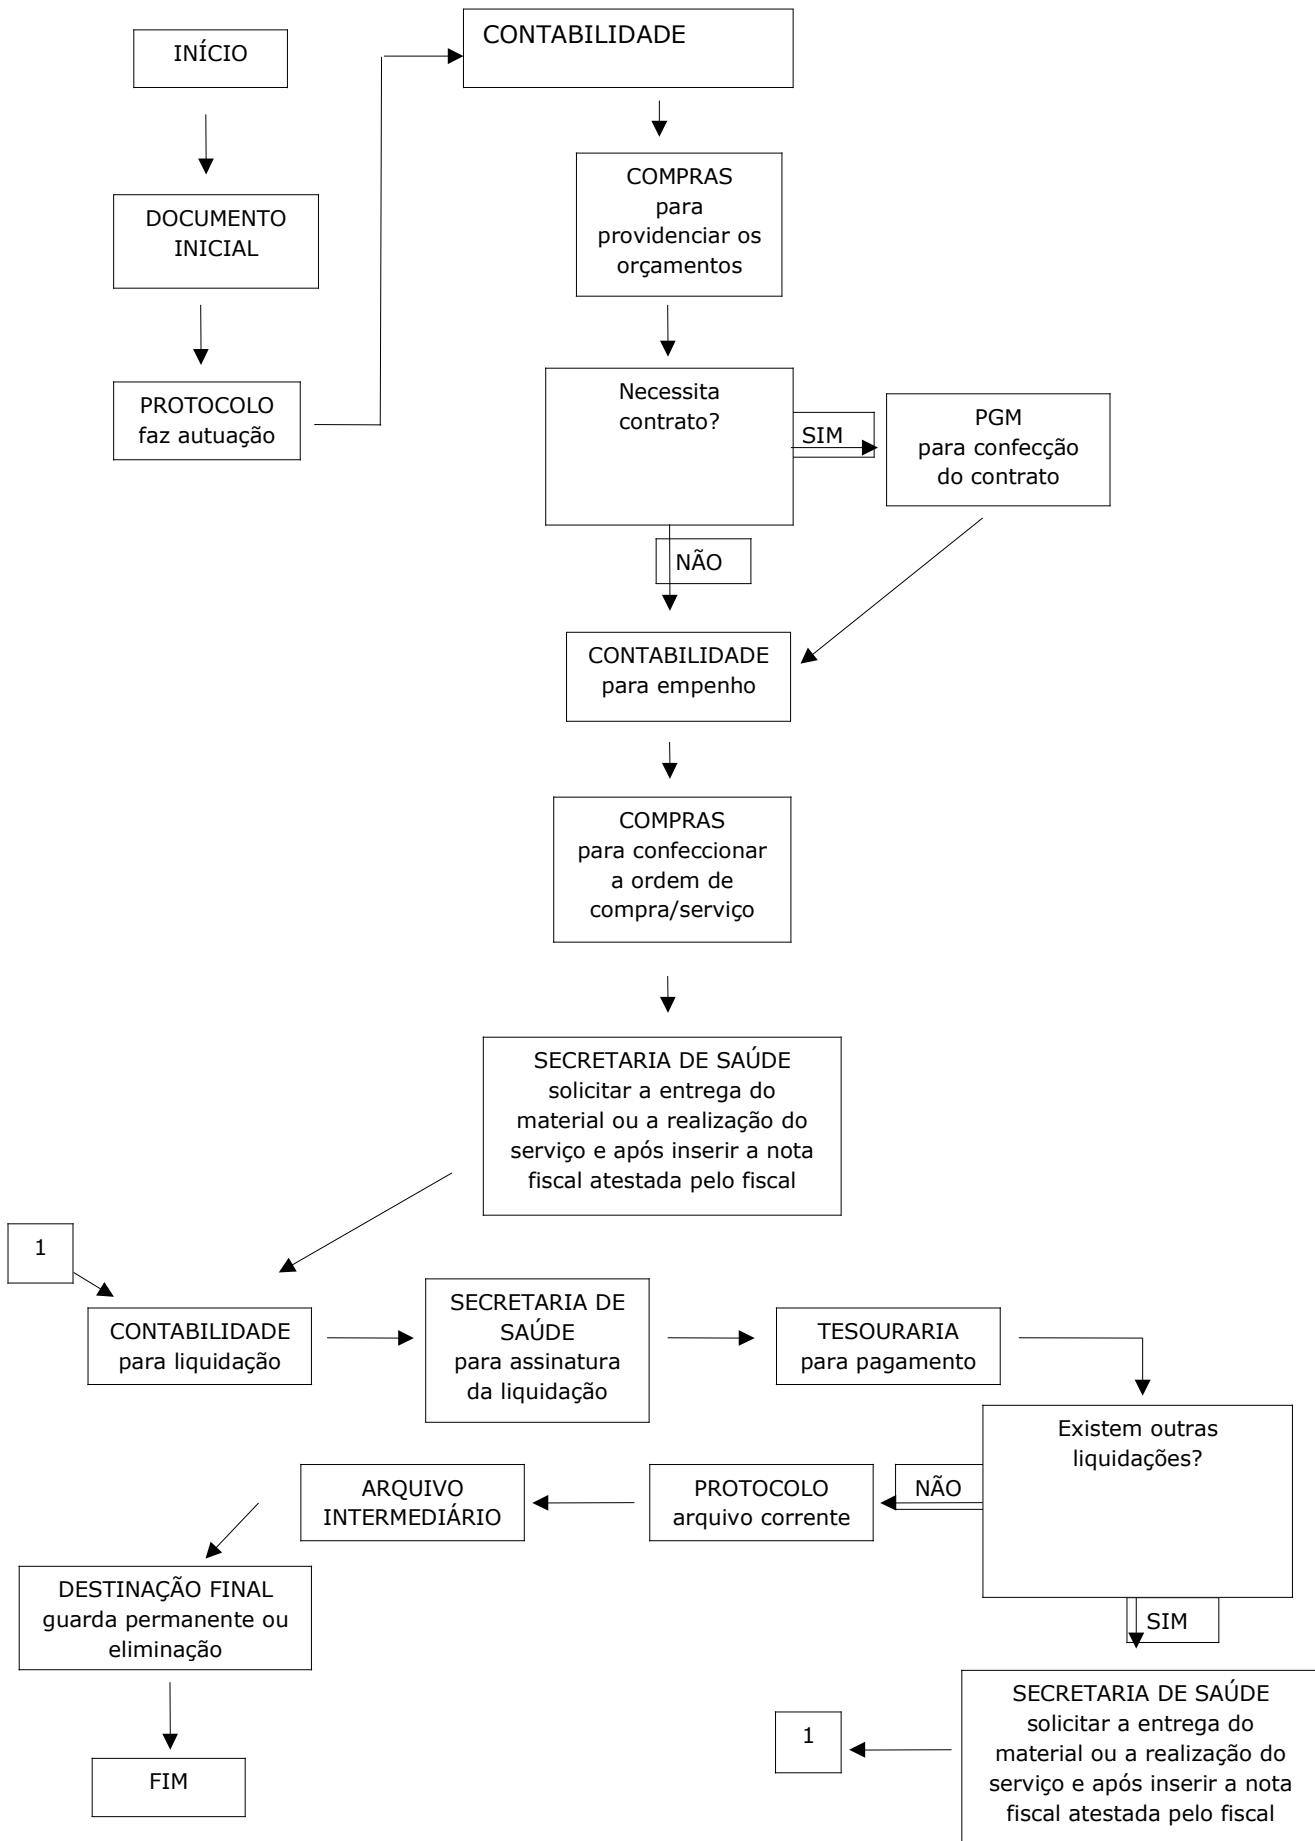 INÍCIO
DOCUMENTO
INICIAL
PROTOCOLO
faz autuação
CONTABILIDADE
COMPRAS
para
providenciar os
orçamentos
Necessita
contrato?
SIM
PGM
para confecção
do contrato
NÃO
CONTABILIDADE
para empenho
COMPRAS
para confeccionar
a ordem de
compra/serviço
SECRETARIA DE SAÚDE
solicitar a entrega do
material ou a realização do
serviço e após inserir a nota
fiscal atestada pelo fiscal
1
CONTABILIDADE
para liquidação
SECRETARIA DE
SAÚDE
para assinatura
da liquidação
TESOURARIA
para pagamento
Existem outras
liquidações?
NÃO
PROTOCOLO
arquivo corrente
ARQUIVO
INTERMEDIÁRIO
DESTINAÇÃO FINAL
guarda permanente ou
eliminação
FIM
SIM
SECRETARIA DE SAÚDE
solicitar a entrega do
material ou a realização do
serviço e após inserir a nota
fiscal atestada pelo fiscal
1